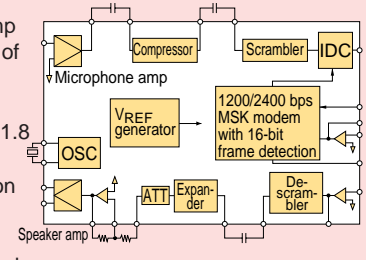 mp
of
1.8
on
Compressor
Scrambler
IDC
Microphone amp
VREF
generator
1200/2400 bps
MSK modem
with 16-bit
frame detection
OSC
ATT
Expan-
der
De-
scram-
bler
Speaker amp